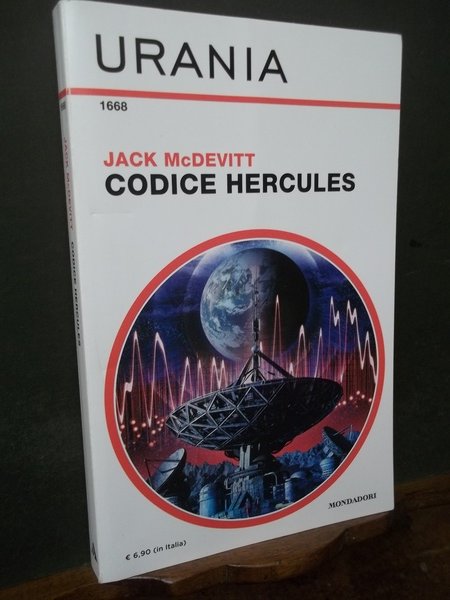 URANIA
1668
JACK McDEVITT
CODICE HERCULES
MONDADORI
€ 6,90 (in Italia)
JACK McDEVITT CODICE HERCULES